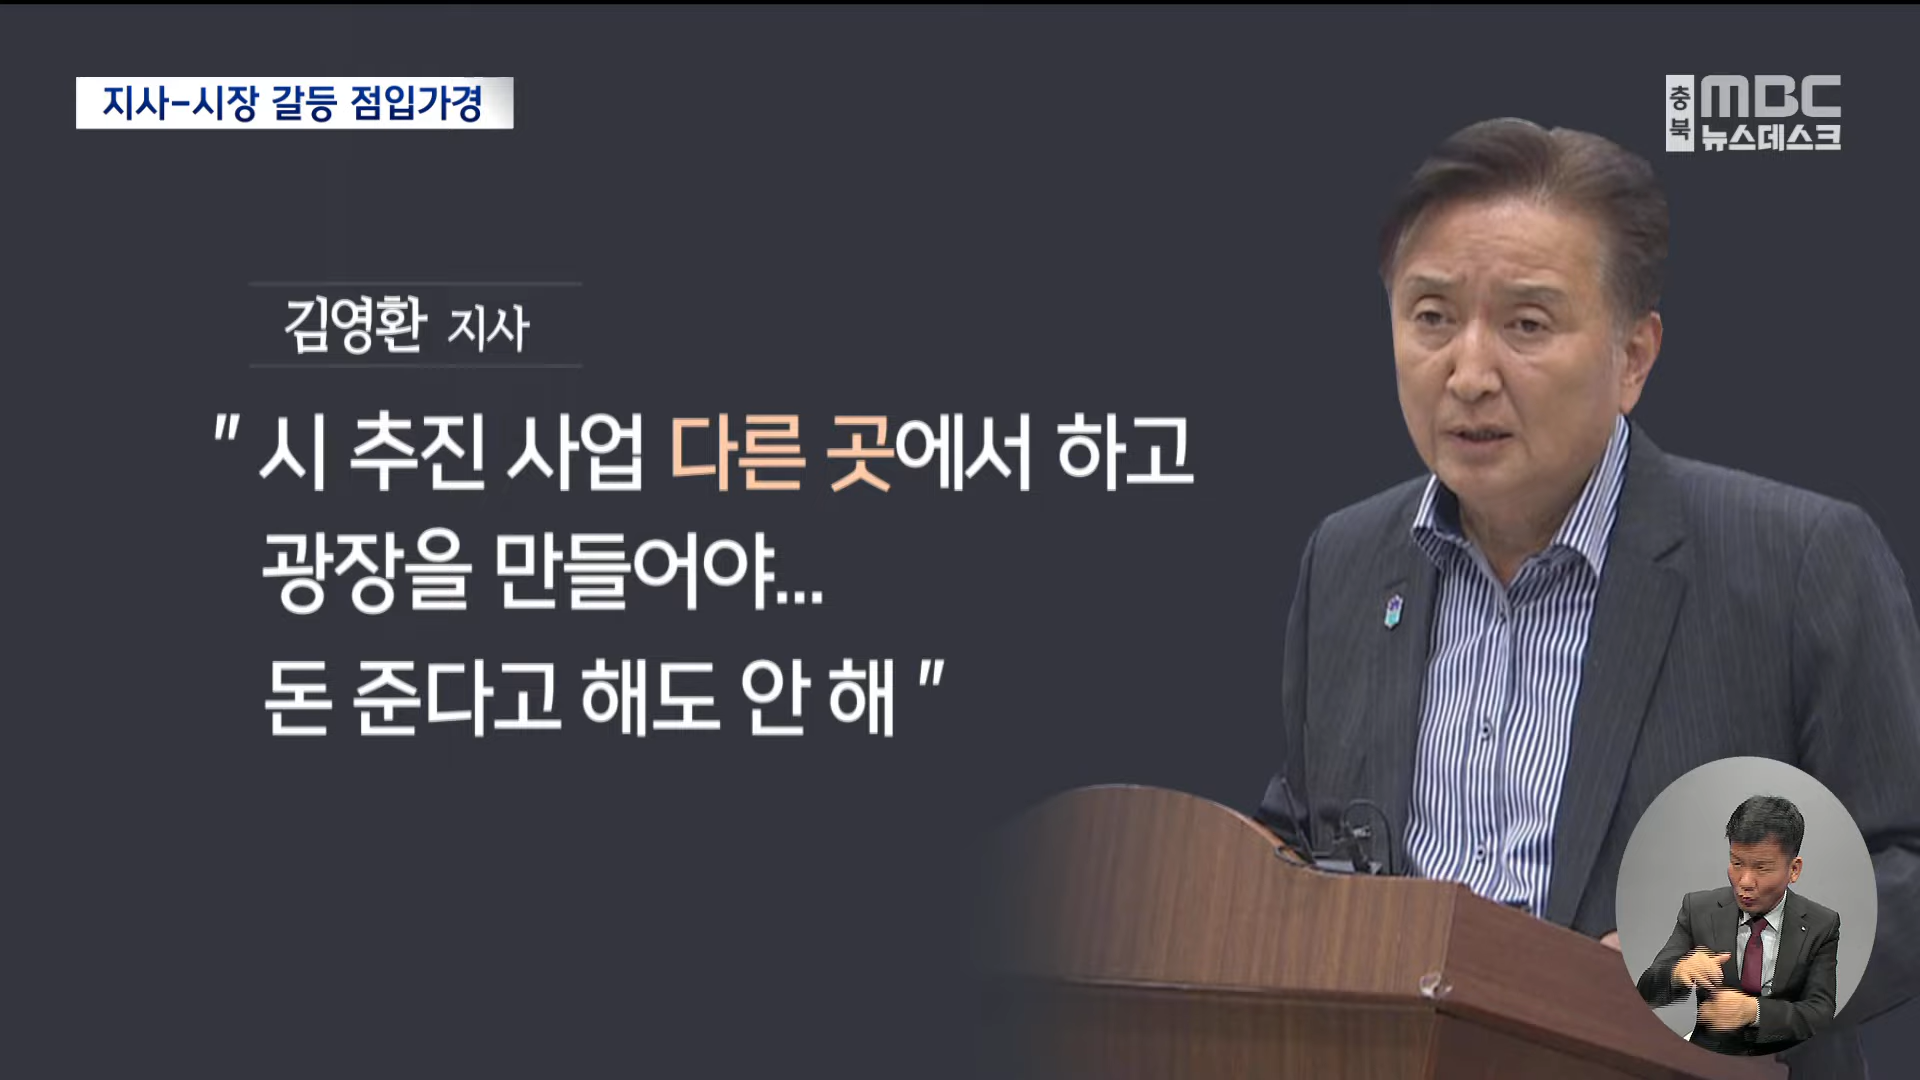 지사-시장 갈등 점입가경
충북 MBC
뉴스데스크
김영환 지사
" 시 추진 사업 다른 곳에서 하고
광장을 만들어야...
돈 준다고 해도 안 해 "